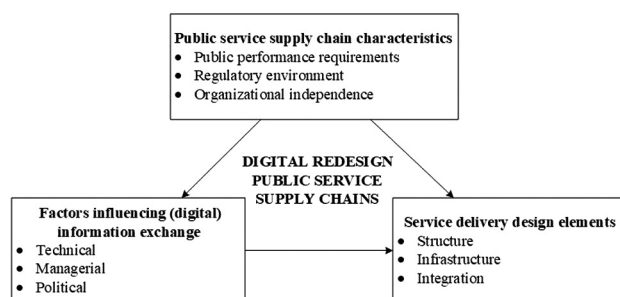 Public service supply chain characteristics
● Public performance requirements
● Regulatory environment
● Organizational independence
DIGITAL REDESIGN
PUBLIC SERVICE
SUPPLY CHAINS
Factors influencing (digital)
information exchange
● Technical
● Managerial
● Political
Service delivery design elements
● Structure
● Infrastructure
● Integration